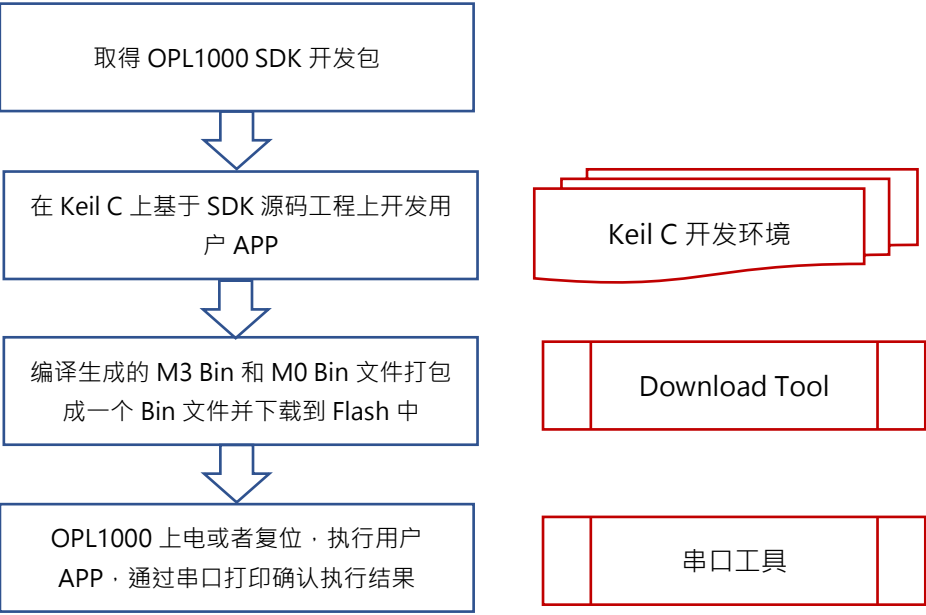 取得 OPL1000 SDK 开发包
在 Keil C 上基于 SDK 源码工程上开发用
户 APP
Keil C 开发环境
编译生成的 M3 Bin 和 M0 Bin 文件打包
成一个 Bin 文件并下载到 Flash 中
Download Tool
OPL1000 上电或者复位，执行用户
APP，通过串口打印确认执行结果
串口工具